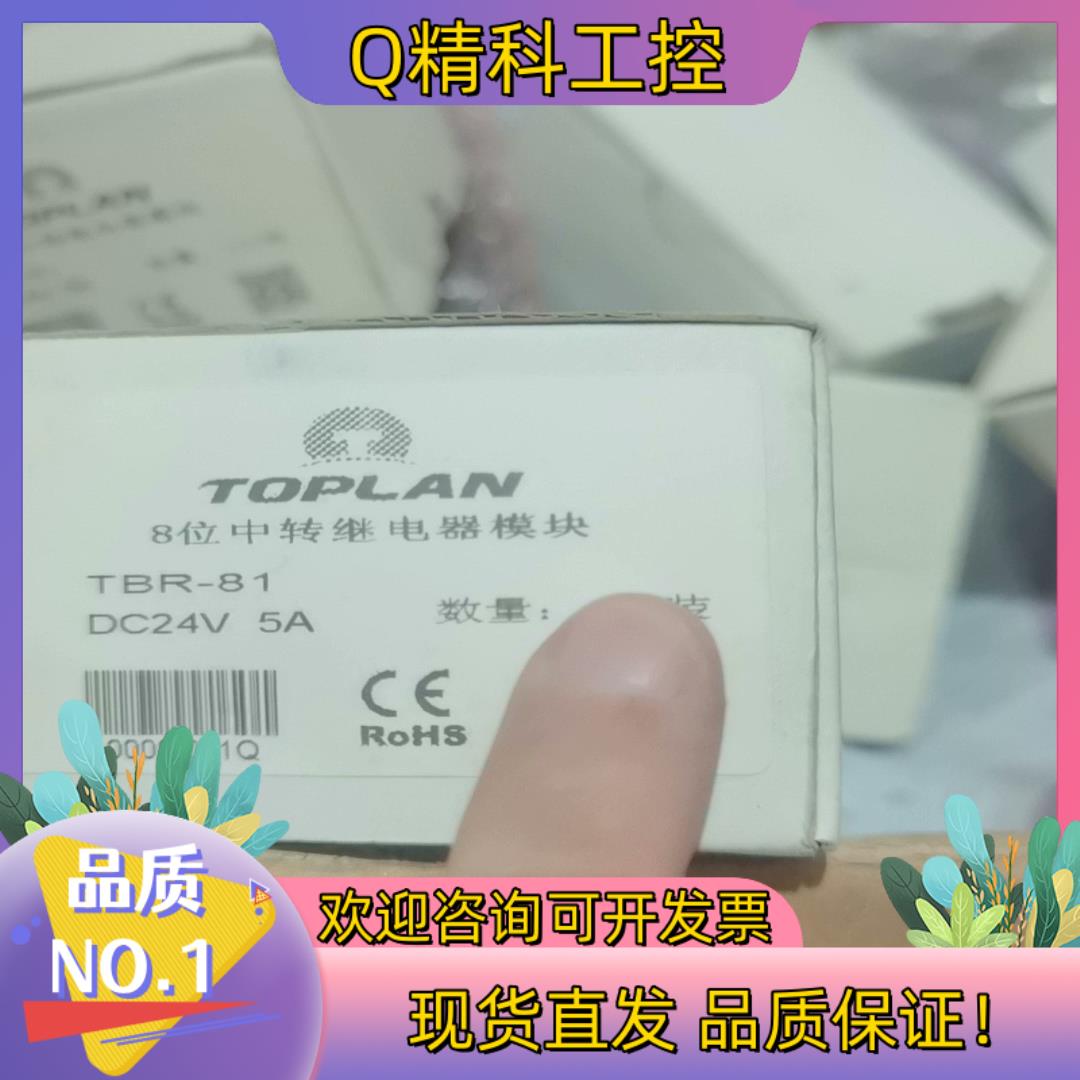 Q精科工控
TOPLAN
TOPLAN
8位中转继电器模块
TBR-81
DC24V 5A
数量:
装
CE
RoHS
品质
NO.1
欢迎咨询可开发票
现货直发 品质保证!